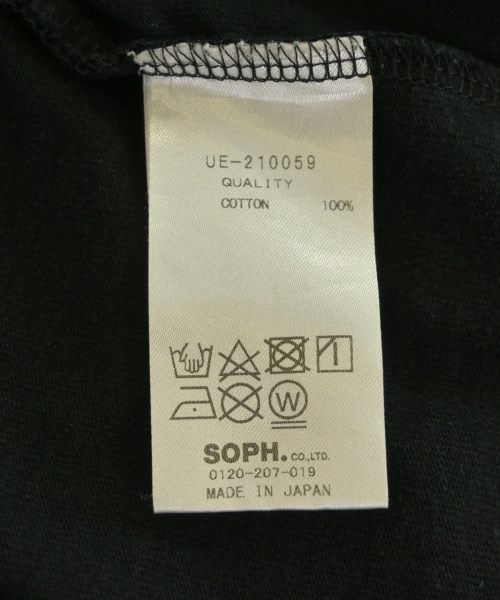 UE-210059
QUALITY
COTTON 100%
W
SOPH. CO.,LTD.
0120-207-019
MADE IN JAPAN